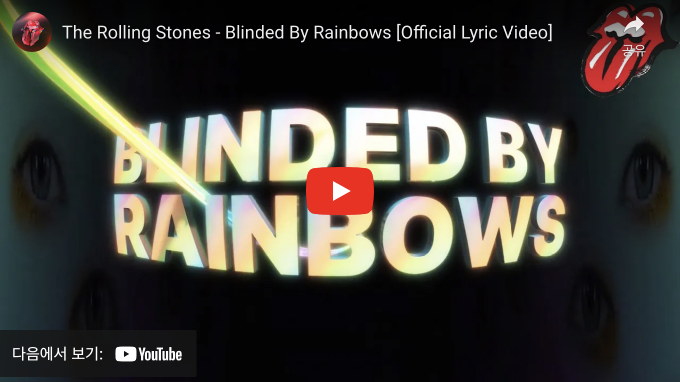 The Rolling Stones - Blinded By Rainbows [Official Lyric Video]
공유
BLINDED BY
RAINBOWS
다음에서 보기: YouTube